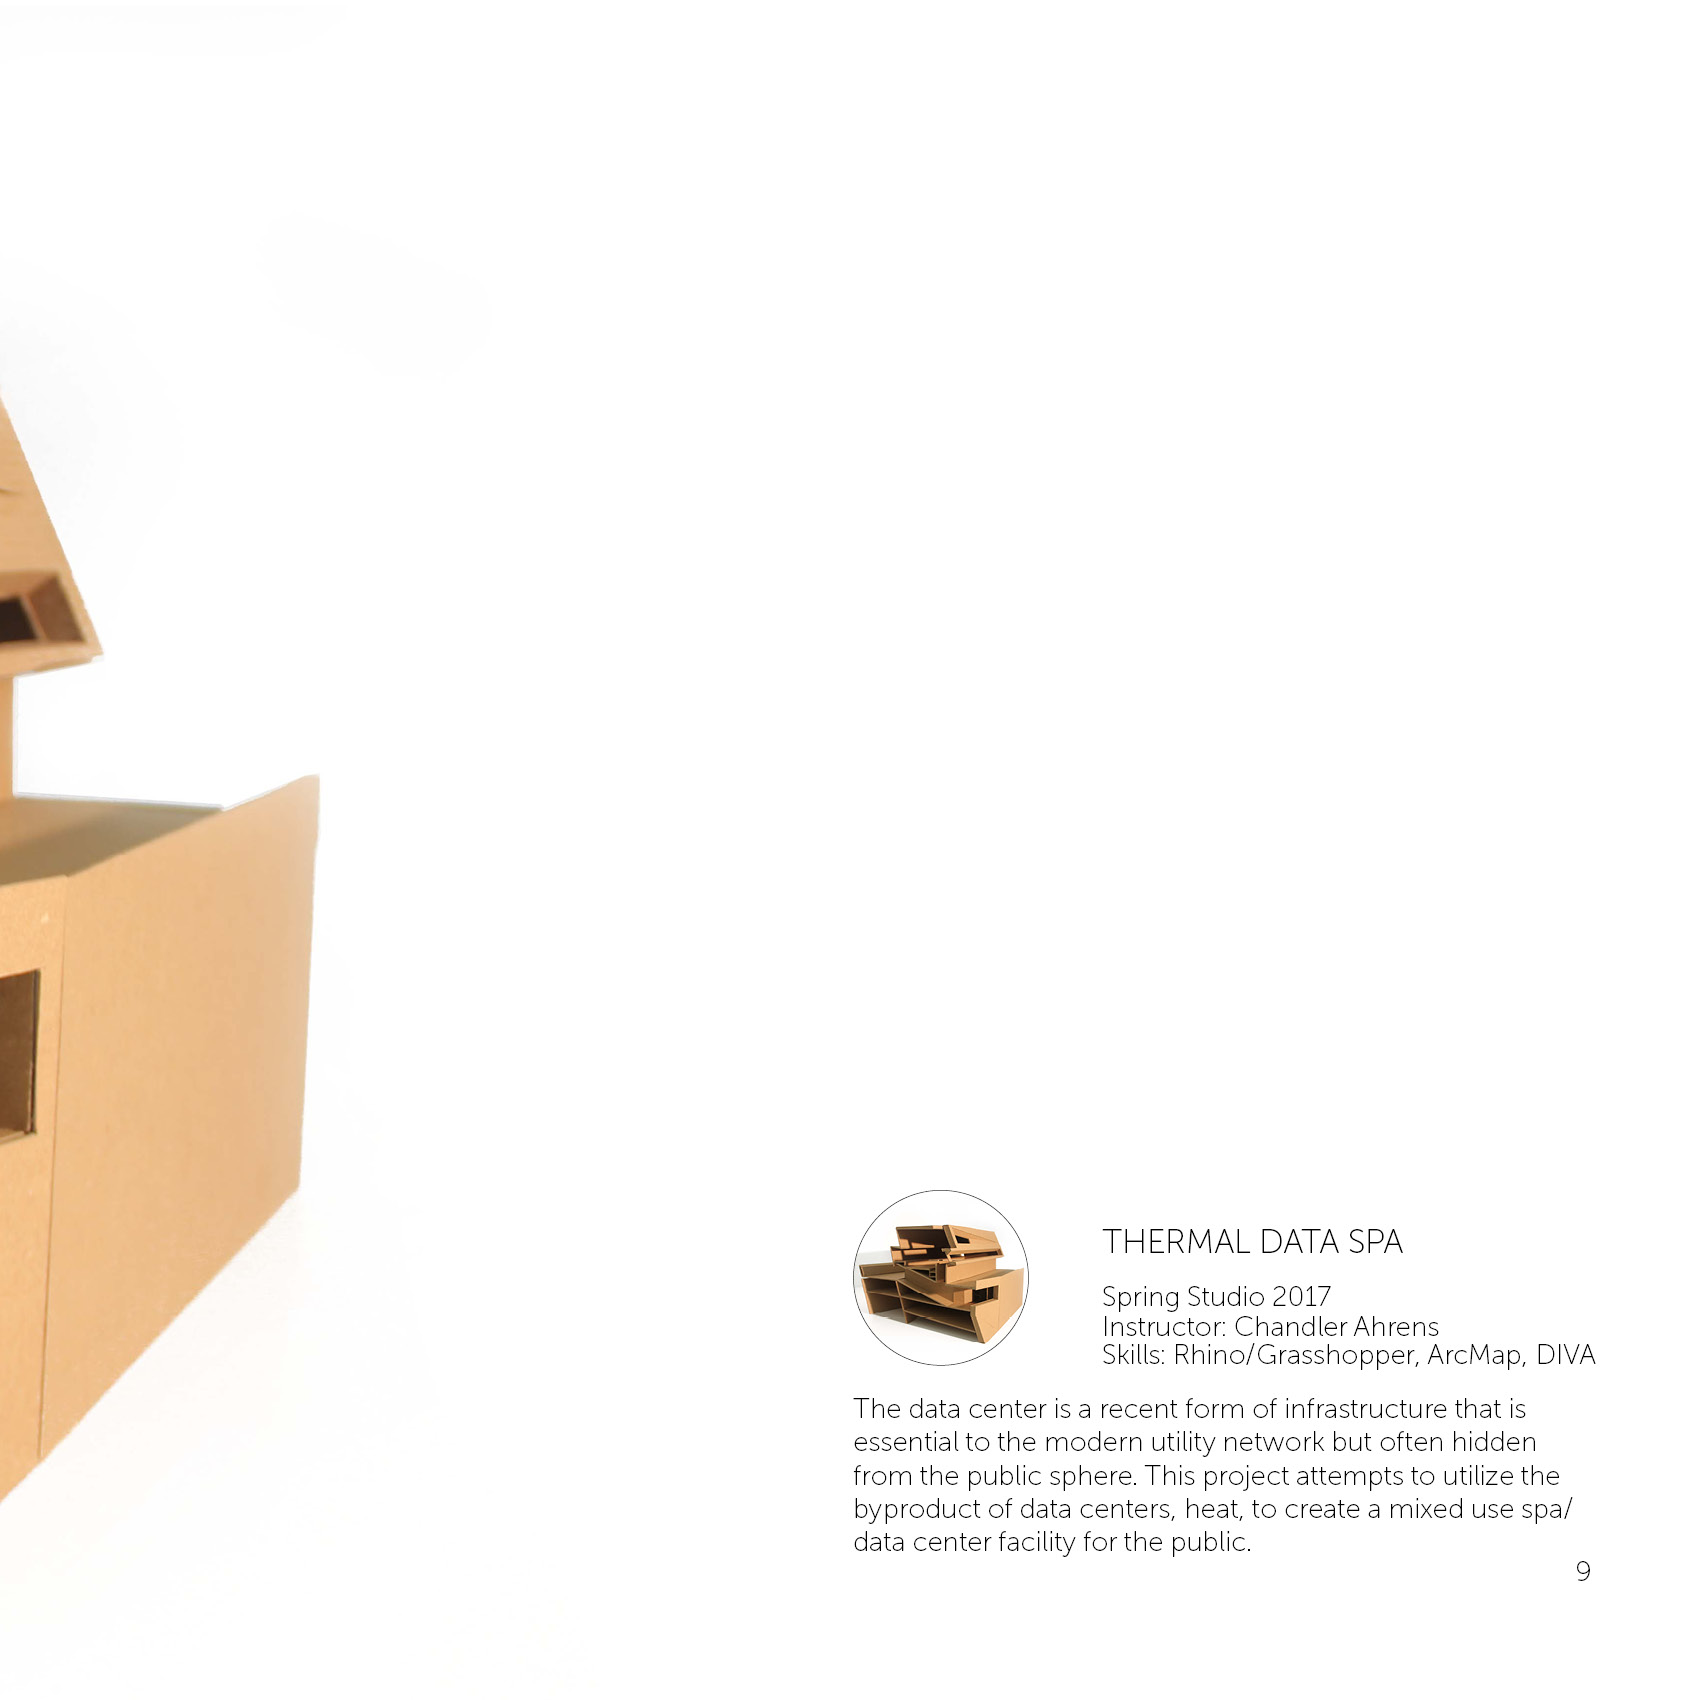 THERMAL DATA SPA
Spring Studio 2017
Instructor: Chandler Ahrens
Skills: Rhino/Grasshopper, ArcMap, DIVA
The data center is a recent form of infrastructure that is
essential to the modern utility network but often hidden
from the public sphere. This project attempts to utilize the
byproduct of data centers, heat, to create a mixed use spa/
data center facility for the public.
9